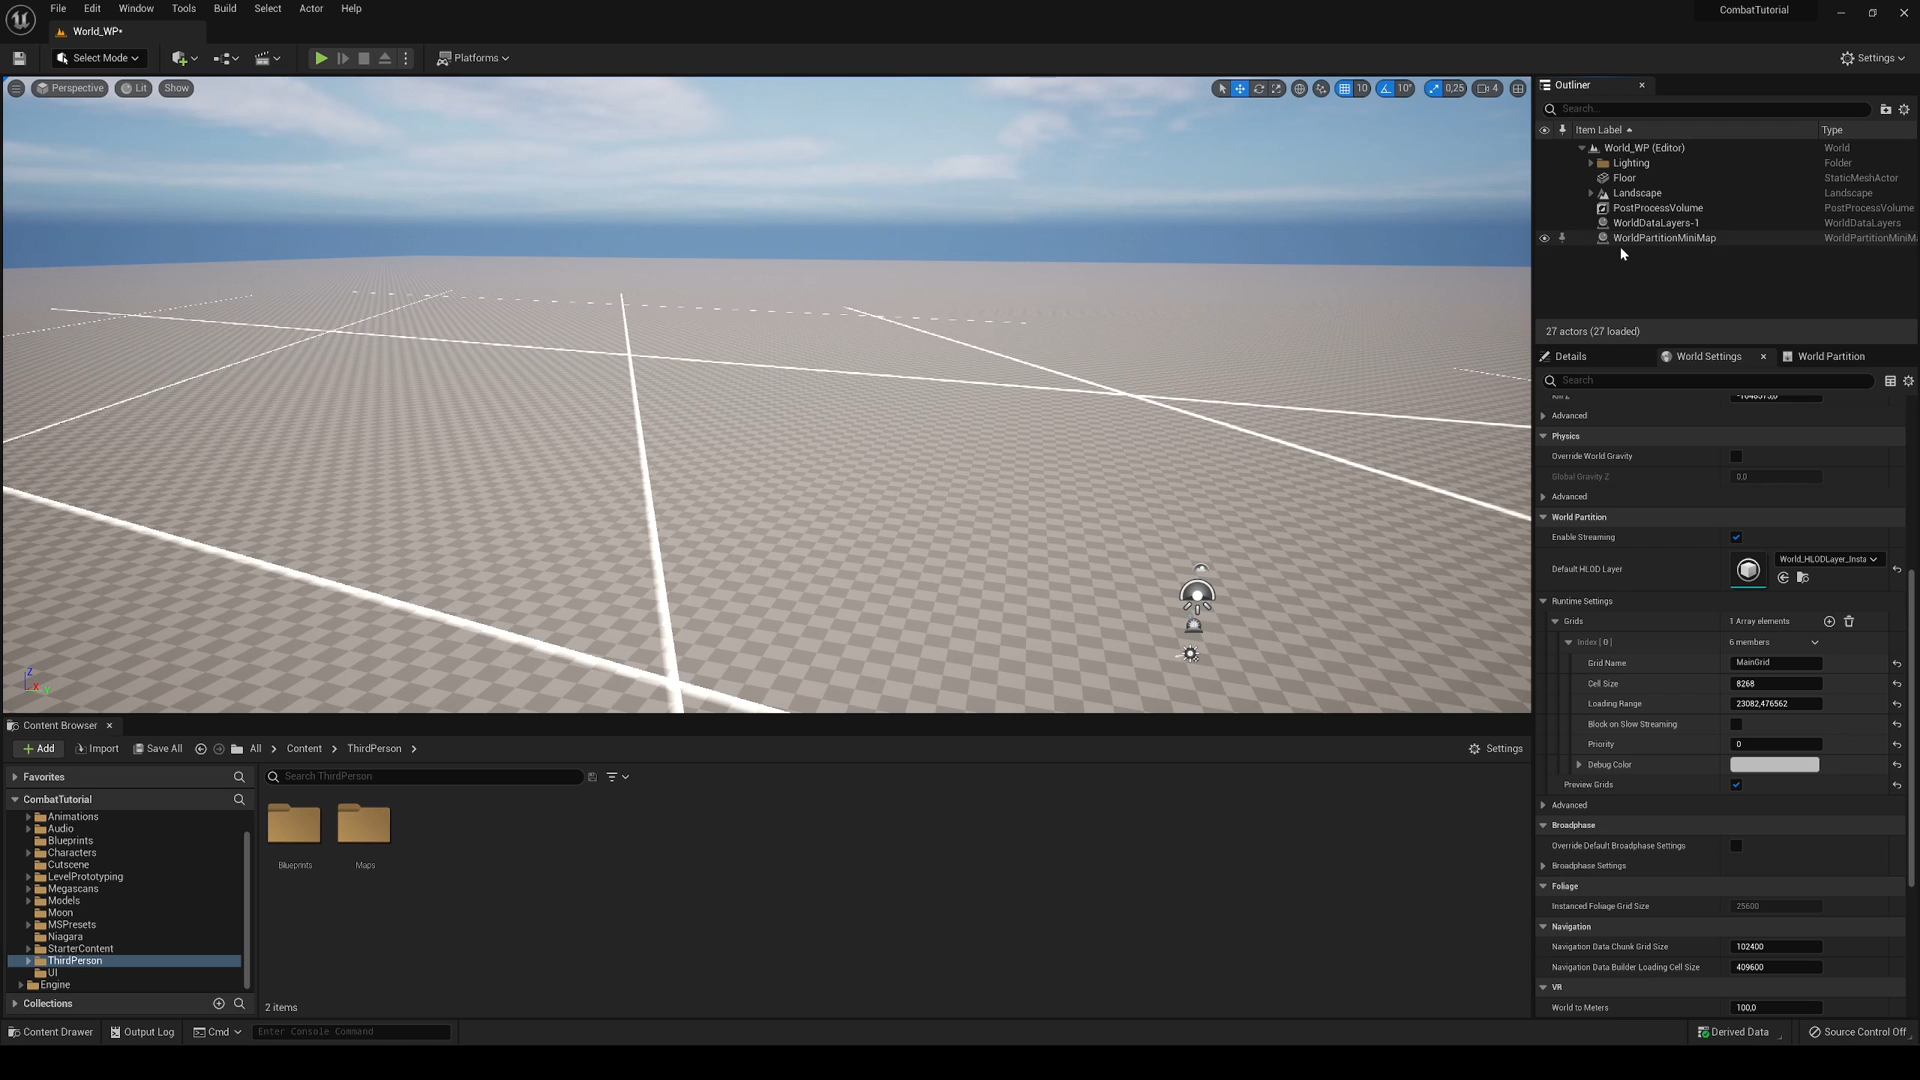 File Edit Window Tools Build Select Actor Help
CombatTutorial
World_WP*
Select Mode
Platforms
Settings
Perspective Lit Show
10 10° 0,25 4
Outliner
Search...
Item Label Type
World_WP (Editor) World
Lighting Folder
Floor StaticMeshActor
Landscape Landscape
PostProcessVolume PostProcessVolume
WorldDataLayers-1 WorldDataLayers
WorldPartitionMiniMap WorldPartitionMiniM
27 actors (27 loaded)
Details World Settings World Partition
Search
Advanced
Physics
Override World Gravity
Global Gravity Z 0,0
Advanced
World Partition
Enable Streaming
Default HLOD Layer World_HLODLayer_Insta
Runtime Settings
Grids 1 Array elements
Index [ 0 ] 6 members
Grid Name MainGrid
Cell Size 8268
Loading Range 23082,476562
Block on Slow Streaming
Priority 0
Debug Color
Preview Grids
Advanced
Broadphase
Override Default Broadphase Settings
Broadphase Settings
Foliage
Instanced Foliage Grid Size 25600
Navigation
Navigation Data Chunk Grid Size 102400
Navigation Data Builder Loading Cell Size 409600
VR
World to Meters 100,0
Z
X
Y
Content Browser
Add Import Save All All Content ThirdPerson Settings
Favorites
Search ThirdPerson
CombatTutorial
Animations
Audio
Blueprints
Characters
Cutscene
LevelPrototyping
Megascans
Models
Moon
MSPresets
Niagara
StarterContent
ThirdPerson
UI
Engine
Collections
Blueprints Maps
2 items
Content Drawer Output Log Cmd Enter Console Command
Derived Data Source Control Off